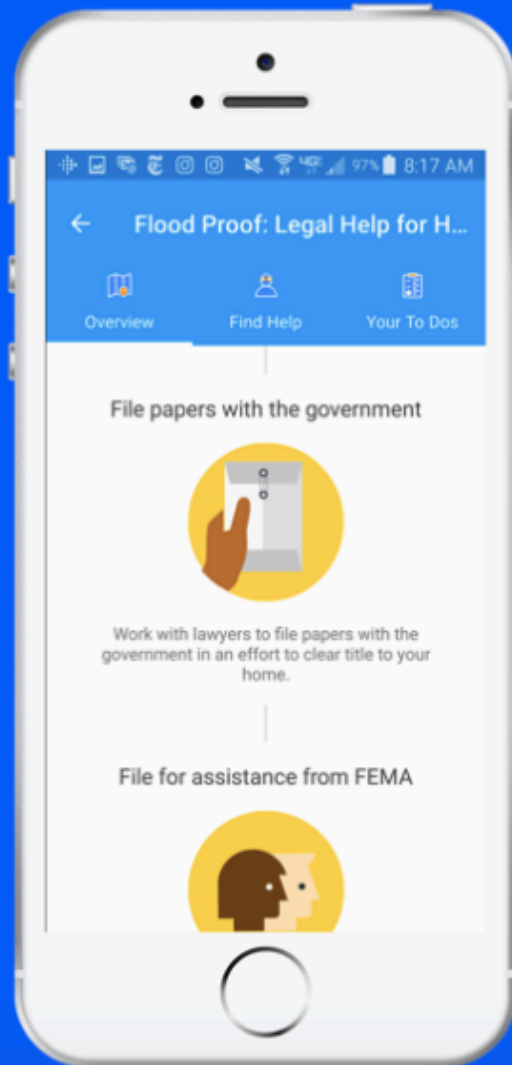 4G 97% 8:17 AM
Flood Proof: Legal Help for H...
Overview Find Help Your To Dos
File papers with the government
Work with lawyers to file papers with the
government in an effort to clear title to your
home.
File for assistance from FEMA